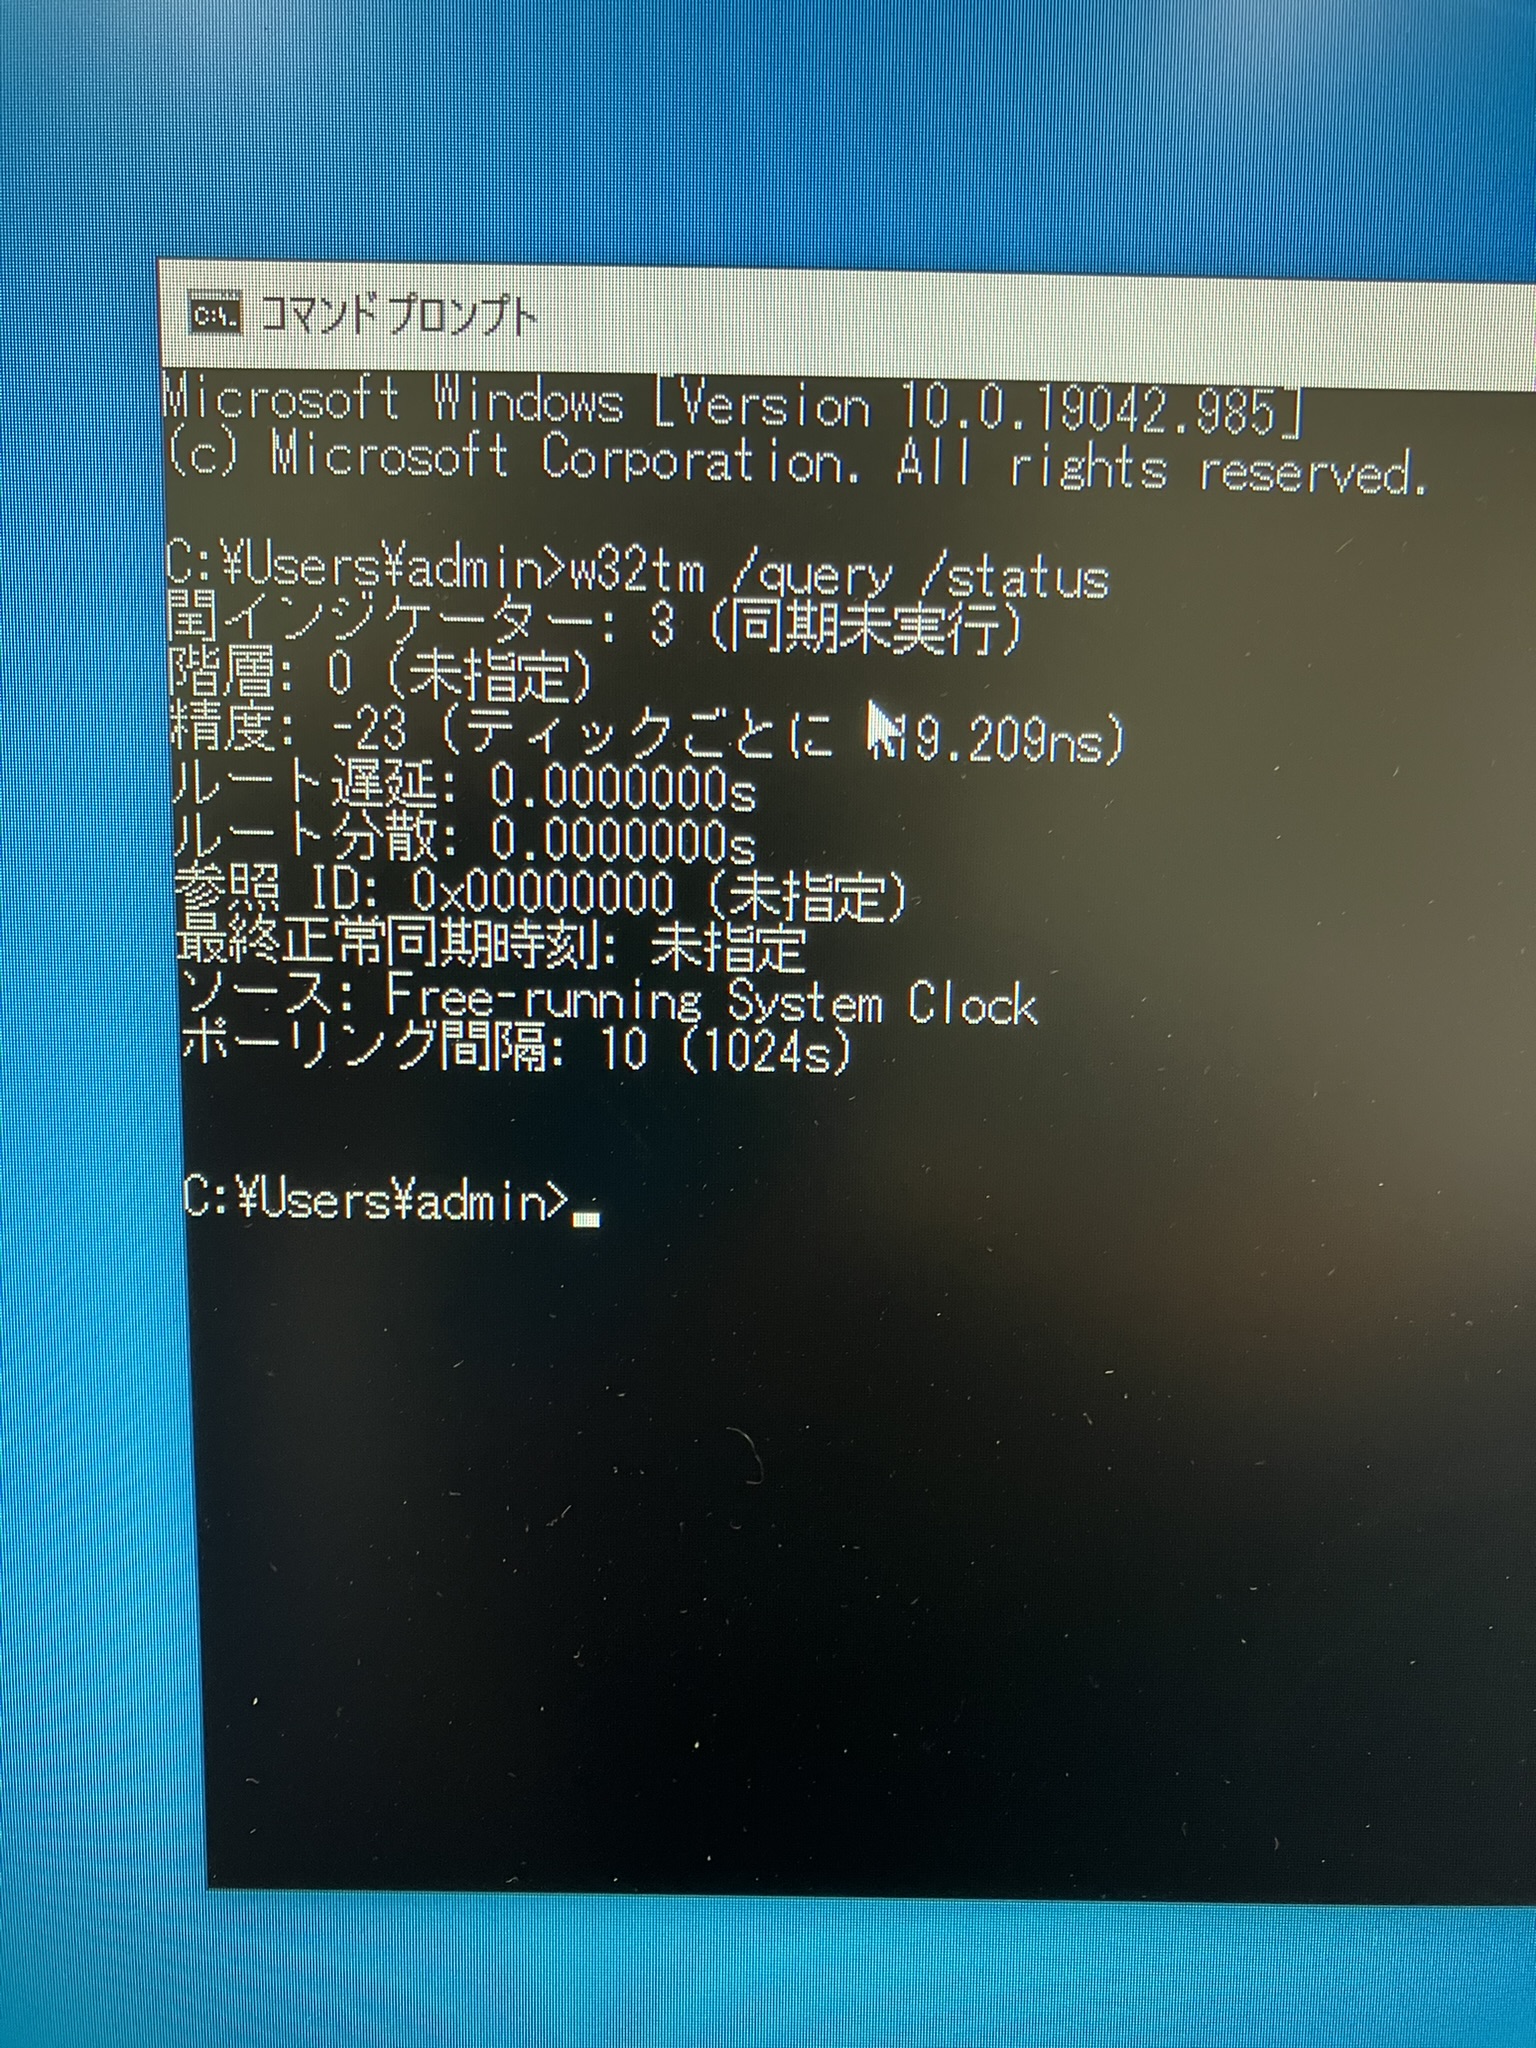 コマンド プロンプト
Microsoft Windows [Version 10.0.19042.985]
(c) Microsoft Corporation. All rights reserved.
C:¥Users¥admin>w32tm /query /status
閏インジケーター: 3 (同期未実行)
階層: 0 (未指定)
精度: -23 (ティックごとに 119.209ns)
ルート遅延: 0.0000000s
ルート分散: 0.0000000s
参照 ID: 0x00000000 (未指定)
最終正常同期時刻: 未指定
ソース: Free-running System Clock
ポーリング間隔: 10 (1024s)
C:¥Users¥admin>